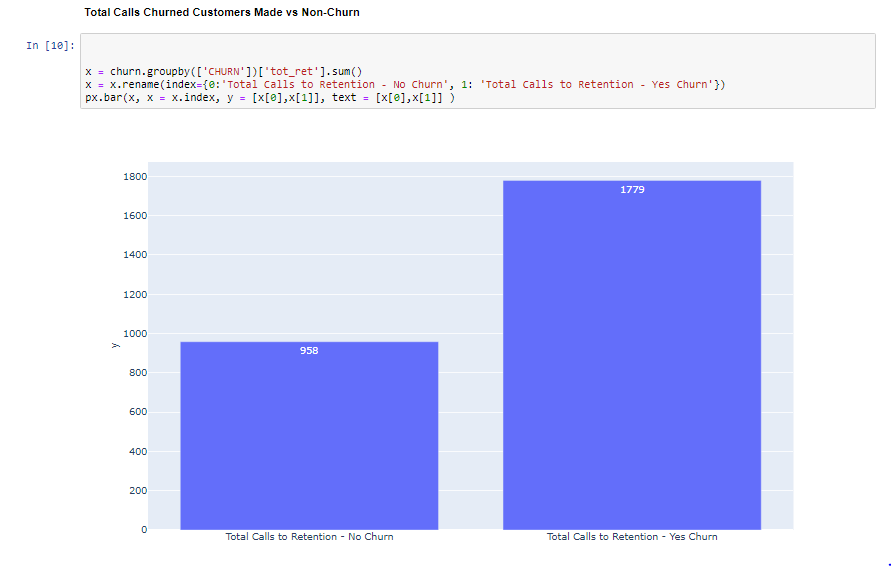 Total Calls Churned Customers Made vs Non-Churn
In [10]:
x = churn.groupby(['CHURN'])['tot_ret'].sum()
x = x.rename(index={0:'Total Calls to Retention - No Churn', 1: 'Total Calls to Retention - Yes Churn'})
px.bar(x, x = x.index, y = [x[0],x[1]], text = [x[0],x[1]] )
1800
1779
1600
1400
1200
1000
y
958
800
600
400
200
0
Total Calls to Retention - No Churn
Total Calls to Retention - Yes Churn